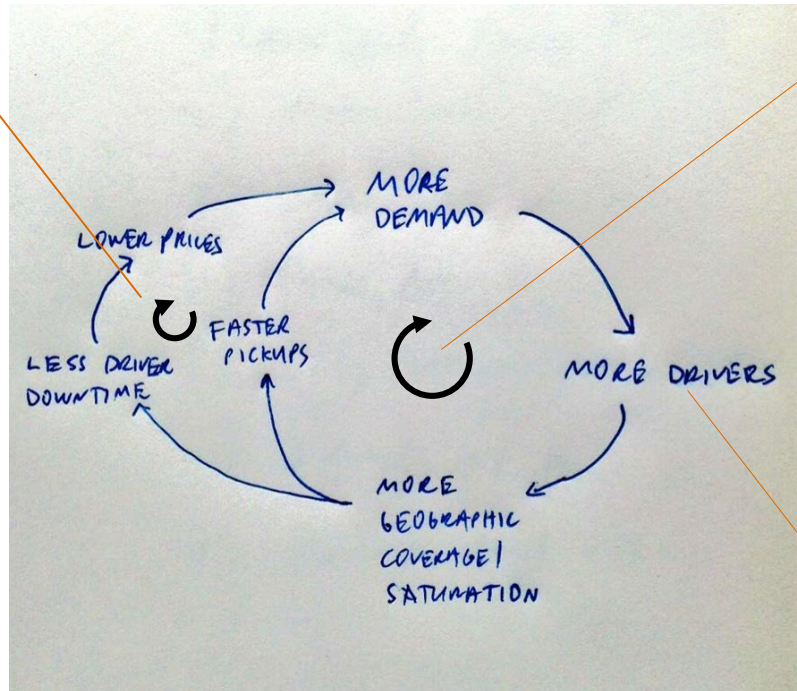 MORE
DEMAND
LOWER PRICES
FASTER
PICKUPS
LESS DRIVER
DOWNTIME
MORE DRIVERS
MORE
GEOGRAPHIC
COVERAGE/
SATURATION